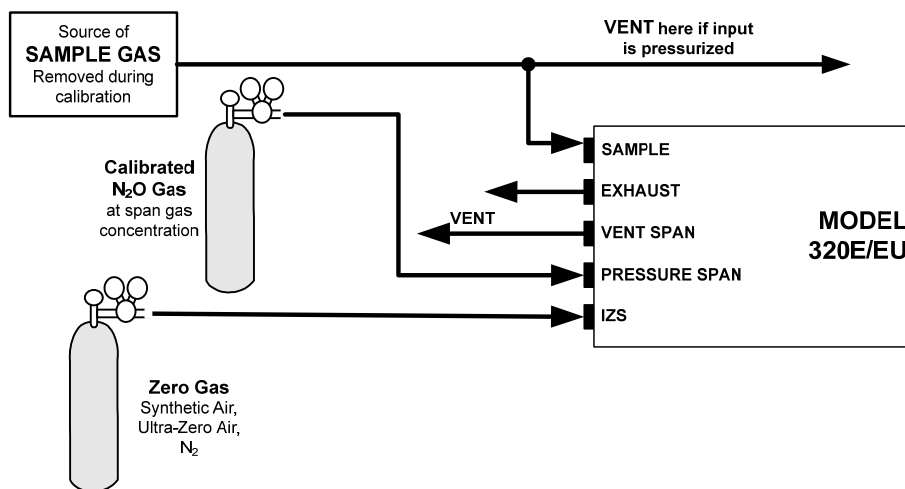 Source of
SAMPLE GAS
Removed during
calibration
VENT here if input
is pressurized
Calibrated
N₂O Gas
at span gas
concentration
VENT
SAMPLE
EXHAUST
VENT SPAN
PRESSURE SPAN
IZS
MODEL
320E/EU
Zero Gas
Synthetic Air,
Ultra-Zero Air,
N₂